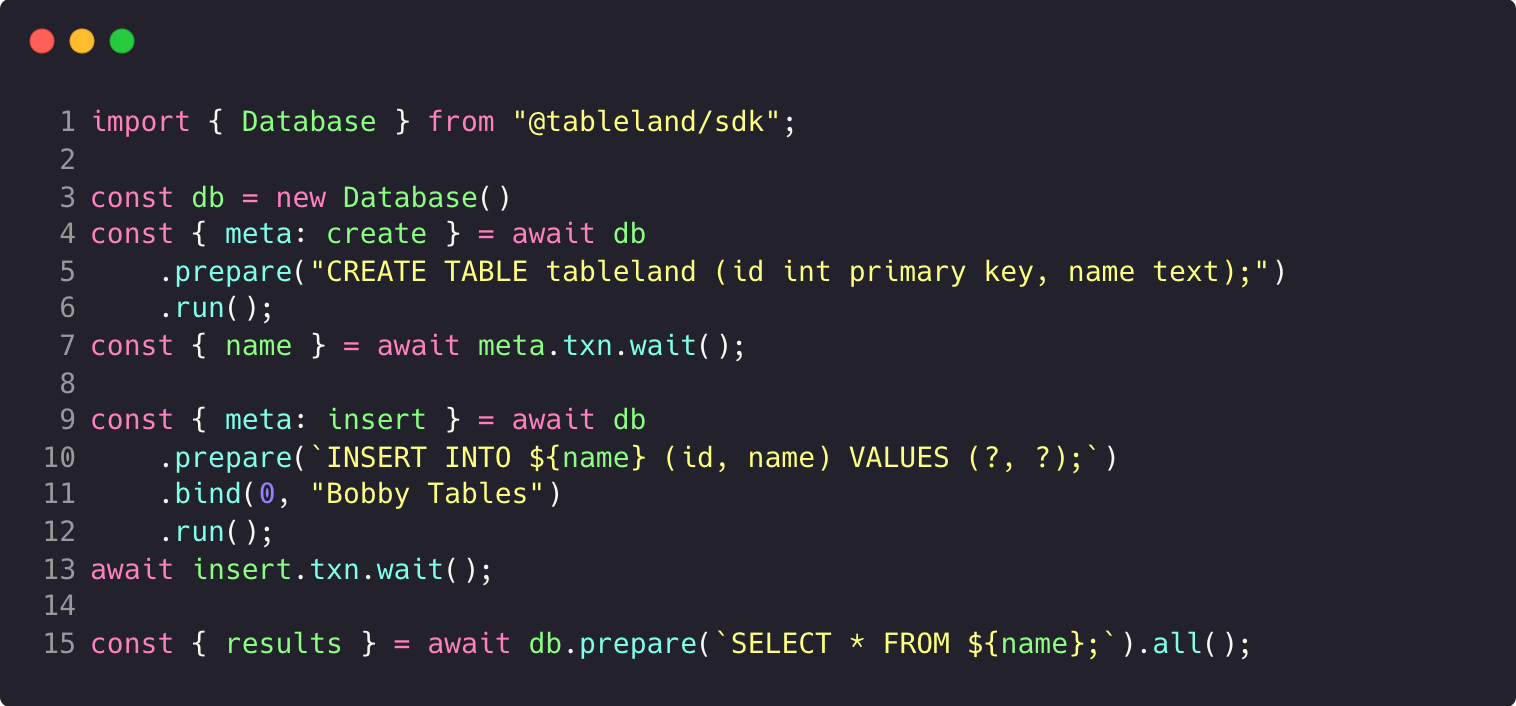 1 import { Database } from "@tableland/sdk";
2
3 const db = new Database()
4 const { meta: create } = await db
5     .prepare("CREATE TABLE tableland (id int primary key, name text);")
6     .run();
7 const { name } = await meta.txn.wait();
8
9 const { meta: insert } = await db
10     .prepare(`INSERT INTO ${name} (id, name) VALUES (?, ?);`)
11     .bind(0, "Bobby Tables")
12     .run();
13 await insert.txn.wait();
14
15 const { results } = await db.prepare(`SELECT * FROM ${name};`).all();